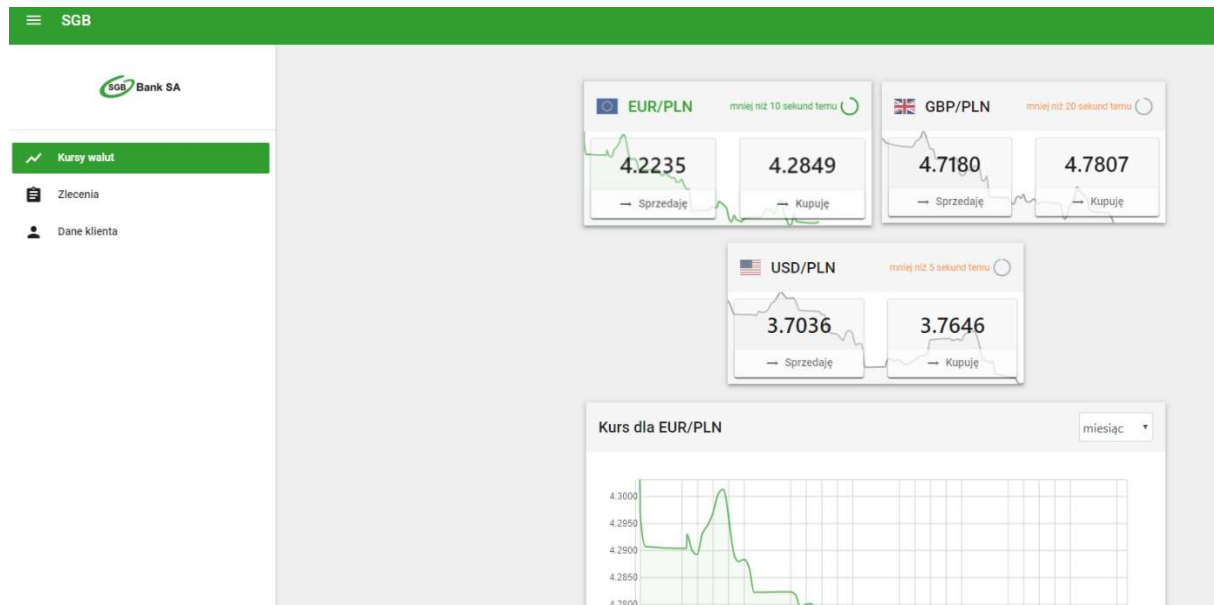 SGB
SGB Bank SA
Kursy walut
Zlecenia
Dane klienta
EUR/PLN mniej niż 10 sekund temu
4.2235 4.2849
→ Sprzedaję → Kupuję
GBP/PLN mniej niż 20 sekund temu
4.7180 4.7807
→ Sprzedaję → Kupuję
USD/PLN mniej niż 5 sekund temu
3.7036 3.7646
→ Sprzedaję → Kupuję
Kurs dla EUR/PLN miesiąc
4.3000
4.2950
4.2900
4.2850
4.2800